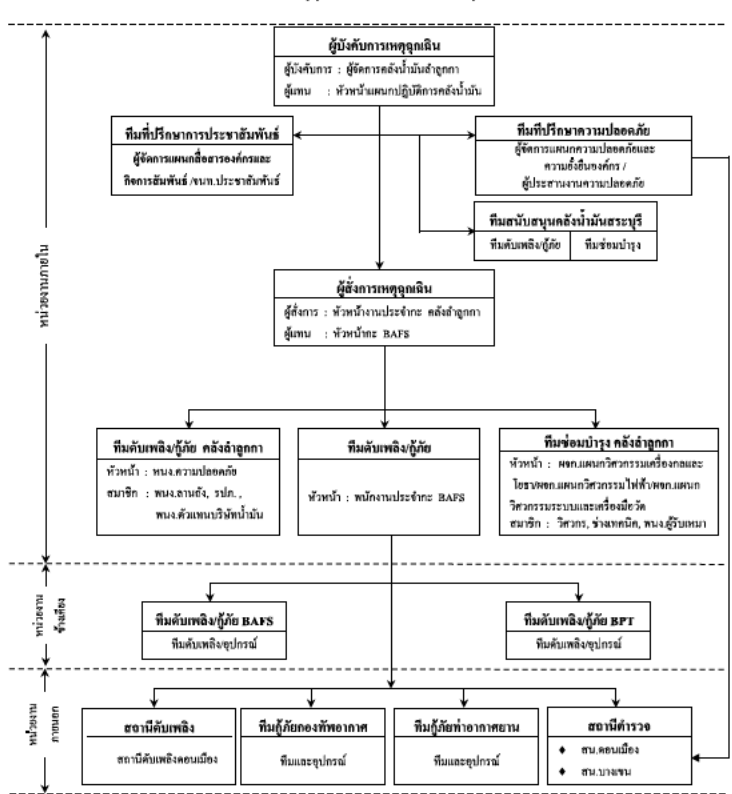 ผู้บังคับการเหตุฉุกเฉิน
ผู้บังคับการ : ผู้จัดการคลังน้ำมันลำลูกกา
ผู้แทน : หัวหน้าแผนกปฏิบัติการคลังน้ำมัน
ทีมที่ปรึกษาการประชาสัมพันธ์
ผู้จัดการแผนกสื่อสารองค์กรและ
กิจการสัมพันธ์ /จนท.ประชาสัมพันธ์
ทีมที่ปรึกษาความปลอดภัย
ผู้จัดการแผนกความปลอดภัยและ
ความยั่งยืนองค์กร /
ผู้ประสานงานความปลอดภัย
ทีมสนับสนุนคลังน้ำมันสระบุรี
ทีมดับเพลิง/กู้ภัย ทีมซ่อมบำรุง
หน่วยงานภายใน
ผู้สั่งการเหตุฉุกเฉิน
ผู้สั่งการ : หัวหน้างานประจำกะ คลังลำลูกกา
ผู้แทน : หัวหน้ากะ BAFS
ทีมดับเพลิง/กู้ภัย คลังลำลูกกา
หัวหน้า : พนง.ความปลอดภัย
สมาชิก : พนง.ลานถัง, รปภ.,
พนง.ตัวแทนบริษัทน้ำมัน
ทีมดับเพลิง/กู้ภัย
หัวหน้า : พนักงานประจำกะ BAFS
ทีมซ่อมบำรุง คลังลำลูกกา
หัวหน้า : ผจก.แผนกวิศวกรรมเครื่องกลและ
โยธา/ผจก.แผนกวิศวกรรมไฟฟ้า/ผจก.แผนก
วิศวกรรมระบบและเครื่องมือวัด
สมาชิก : วิศวกร, ช่างเทคนิค, พนง.ผู้รับเหมา
หน่วยงาน
ข้างเคียง
ทีมดับเพลิง/กู้ภัย BAFS
ทีมดับเพลิง/อุปกรณ์
ทีมดับเพลิง/กู้ภัย BPT
ทีมดับเพลิง/อุปกรณ์
หน่วยงาน
ภายนอก
สถานีดับเพลิง
สถานีดับเพลิงดอนเมือง
ทีมกู้ภัยกองทัพอากาศ
ทีมและอุปกรณ์
ทีมกู้ภัยท่าอากาศยาน
ทีมและอุปกรณ์
สถานีตำรวจ
♦ สน.ดอนเมือง
♦ สน.บางเขน